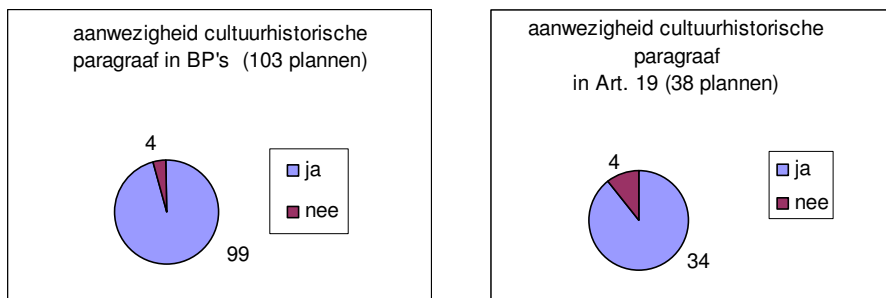 aanwezigheid cultuurhistorische
paragraaf in BP's (103 plannen)
4
ja
nee
99
aanwezigheid cultuurhistorische
paragraaf
in Art. 19 (38 plannen)
4
ja
nee
34